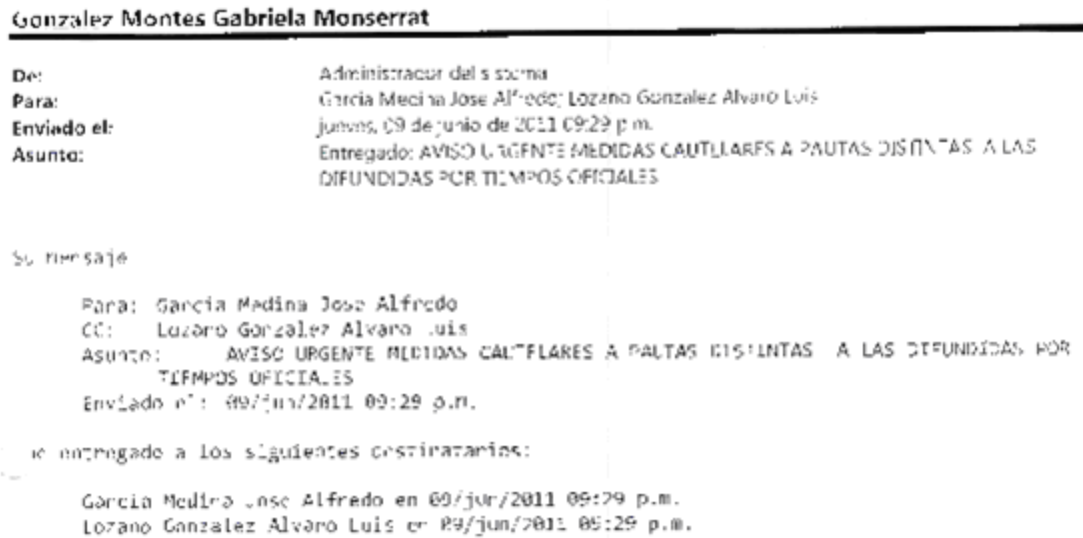 Gonzalez Montes Gabriela Monserrat
De: Administrador del sistema
Para: Garcia Medina Jose Alfredo; Lozano Gonzalez Alvaro Luis
Enviado el: jueves, 09 de junio de 2011 09:29 p.m.
Asunto: Entregado: AVISO URGENTE MEDIDAS CAUTELARES A PAUTAS DISTINTAS A LAS
DIFUNDIDAS POR TIEMPOS OFICIALES
Su mensaje
Para: Garcia Medina Jose Alfredo
CC: Lozano Gonzalez Alvaro Luis
Asunto: AVISO URGENTE MEDIDAS CAUTELARES A PAUTAS DISTINTAS A LAS DIFUNDIDAS POR
TIEMPOS OFICIALES
Enviado el: 09/jun/2011 09:29 p.m.
entregado a los siguientes destinatarios:
Garcia Medina Jose Alfredo en 09/jun/2011 09:29 p.m.
Lozano Gonzalez Alvaro Luis en 09/jun/2011 09:29 p.m.